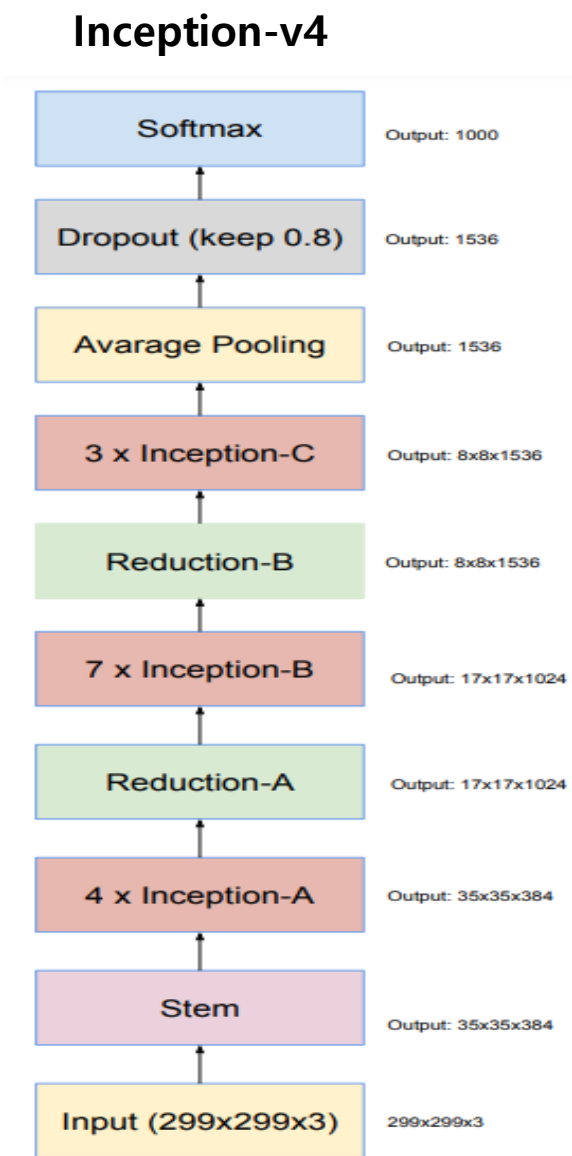 Inception-v4
Softmax
Output: 1000
Dropout (keep 0.8)
Output: 1536
Avarage Pooling
Output: 1536
3 x Inception-C
Output: 8x8x1536
Reduction-B
Output: 8x8x1536
7 x Inception-B
Output: 17x17x1024
Reduction-A
Output: 17x17x1024
4 x Inception-A
Output: 35x35x384
Stem
Output: 35x35x384
Input (299x299x3)
299x299x3